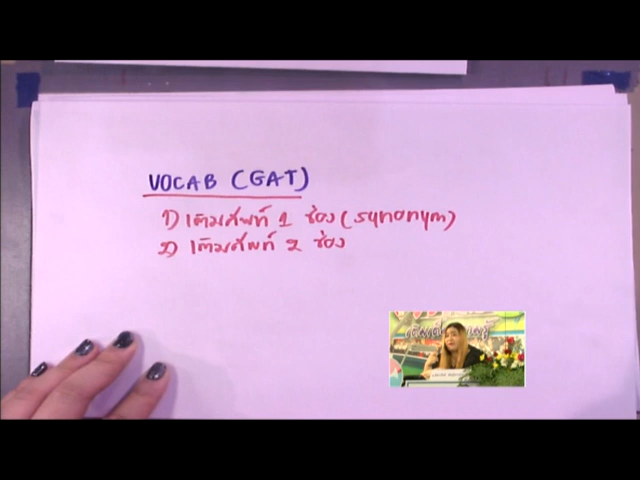 VOCAB (GAT)
1) เติมศัพท์ 1 ช่อง (synonym)
2) เติมศัพท์ 2 ช่อง